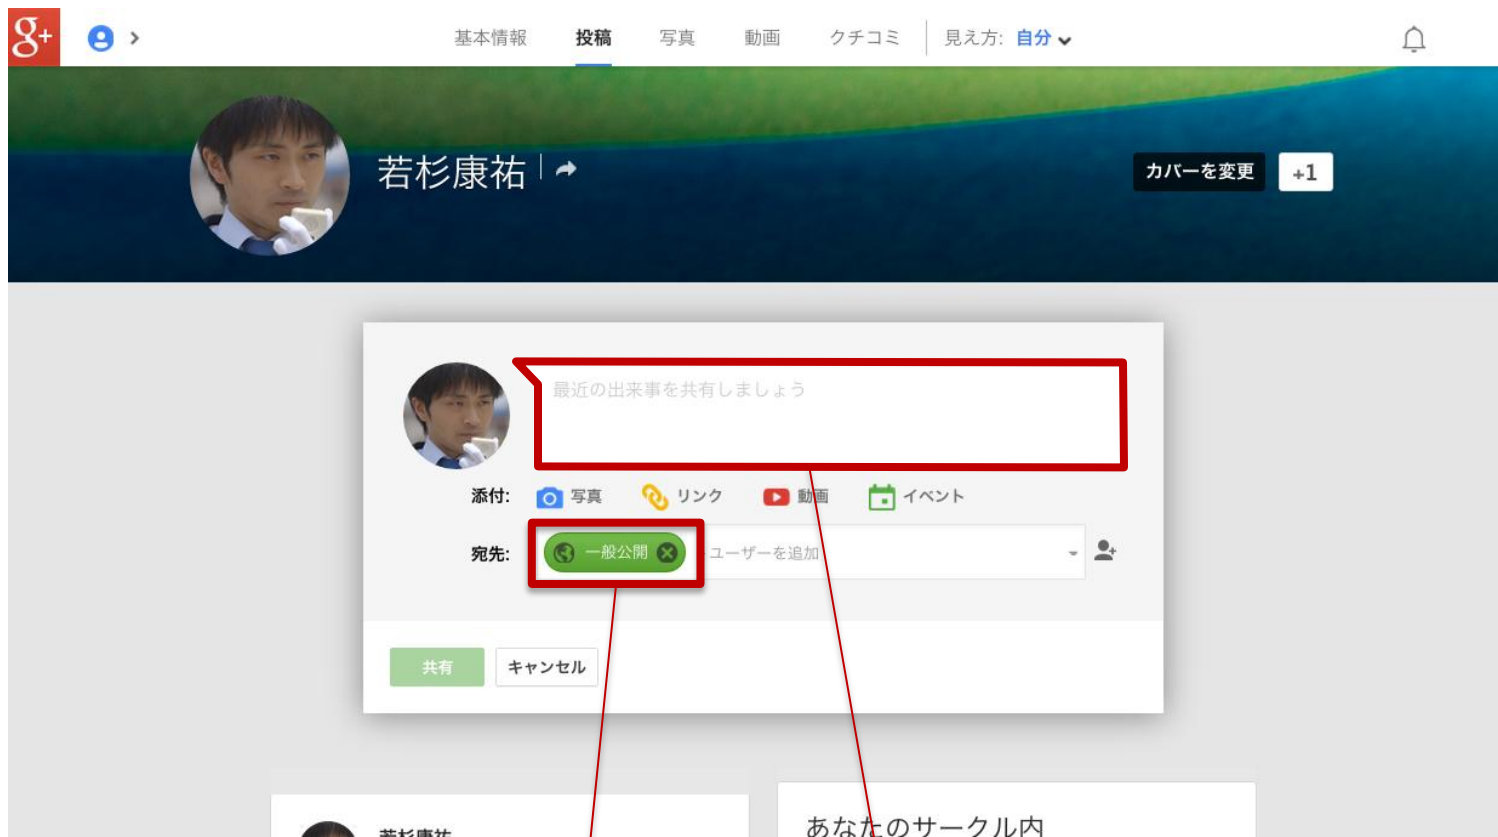 g+
基本情報 投稿 写真 動画 クチコミ 見え方: 自分
若杉康祐
カバーを変更 +1
最近の出来事を共有しましょう
添付: 写真 リンク 動画 イベント
宛先: 一般公開 ユーザーを追加
共有 キャンセル
若杉康祐
あなたのサークル内